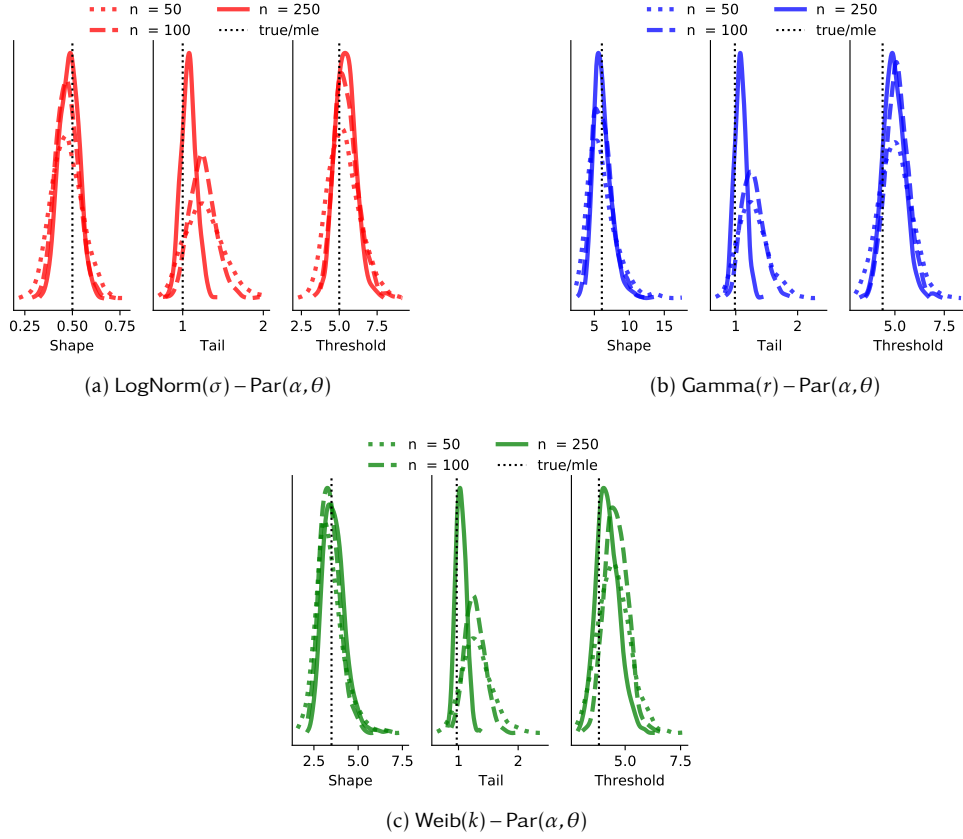 n = 50
n = 250
n = 100
true/mle
0.25 0.50 0.75
Shape
1 2
Tail
2.5 5.0 7.5
Threshold
(a) LogNorm(σ) – Par(α, θ)
n = 50
n = 250
n = 100
true/mle
5 10 15
Shape
1 2
Tail
5.0 7.5
Threshold
(b) Gamma(r) – Par(α, θ)
n = 50
n = 250
n = 100
true/mle
2.5 5.0 7.5
Shape
1 2
Tail
5.0 7.5
Threshold
(c) Weib(k) – Par(α, θ)